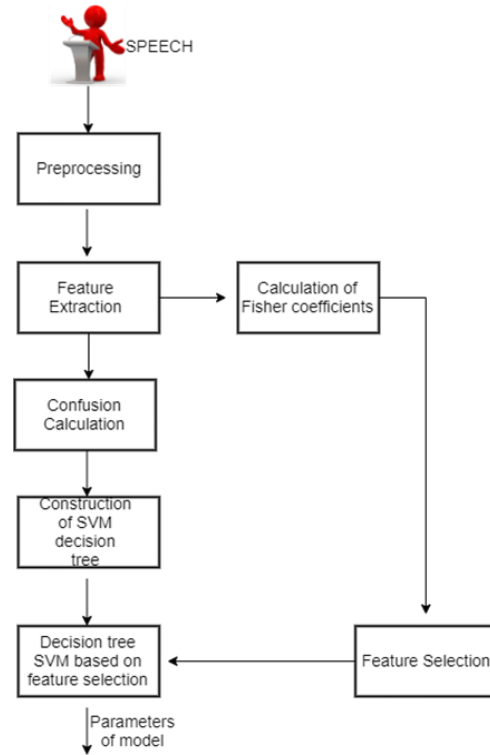 SPEECH
Preprocessing
Feature
Extraction
Calculation of
Fisher coefficients
Confusion
Calculation
Construction
of SVM
decision
tree
Decision tree
SVM based on
feature selection
Feature Selection
Parameters
of model